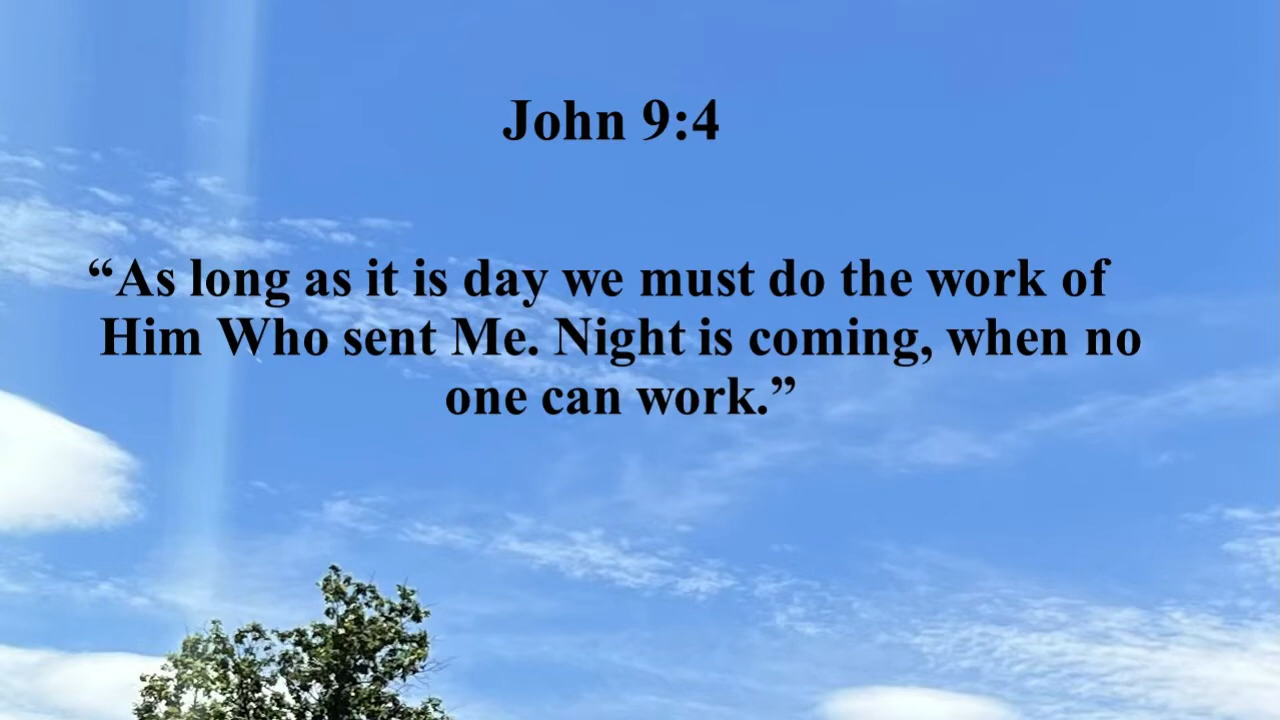 John 9:4
“As long as it is day we must do the work of
Him Who sent Me. Night is coming, when no
one can work.”